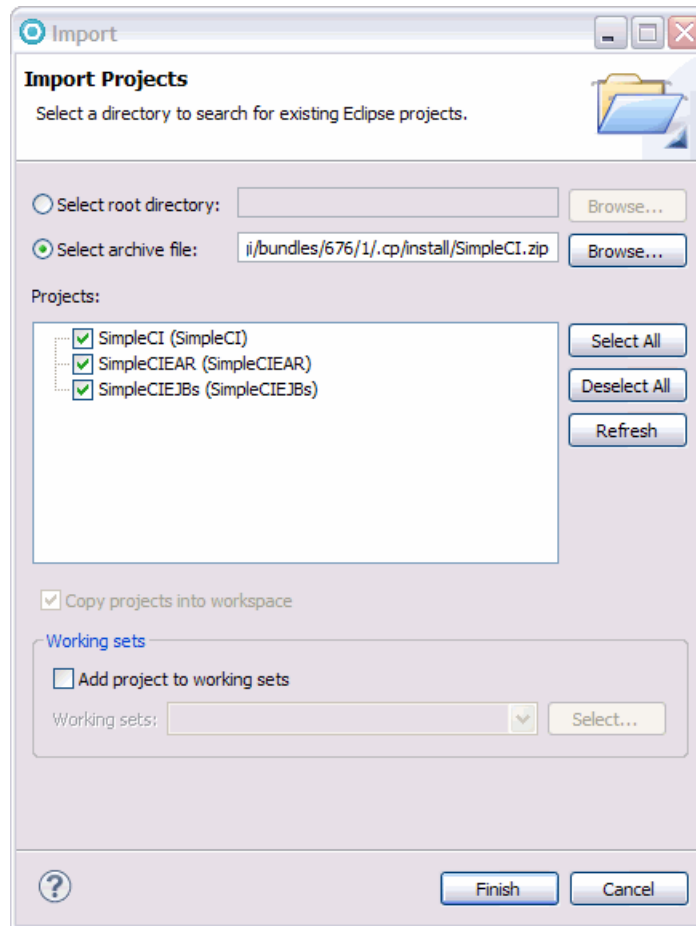 Import
Import Projects
Select a directory to search for existing Eclipse projects.
Select root directory:
Browse...
Select archive file:
ji/bundles/676/1/.cp/install/SimpleCI.zip
Browse...
Projects:
SimpleCI (SimpleCI)
SimpleCIEAR (SimpleCIEAR)
SimpleCIEJBs (SimpleCIEJBs)
Select All
Deselect All
Refresh
Copy projects into workspace
Working sets
Add project to working sets
Working sets:
Select...
?
Finish
Cancel